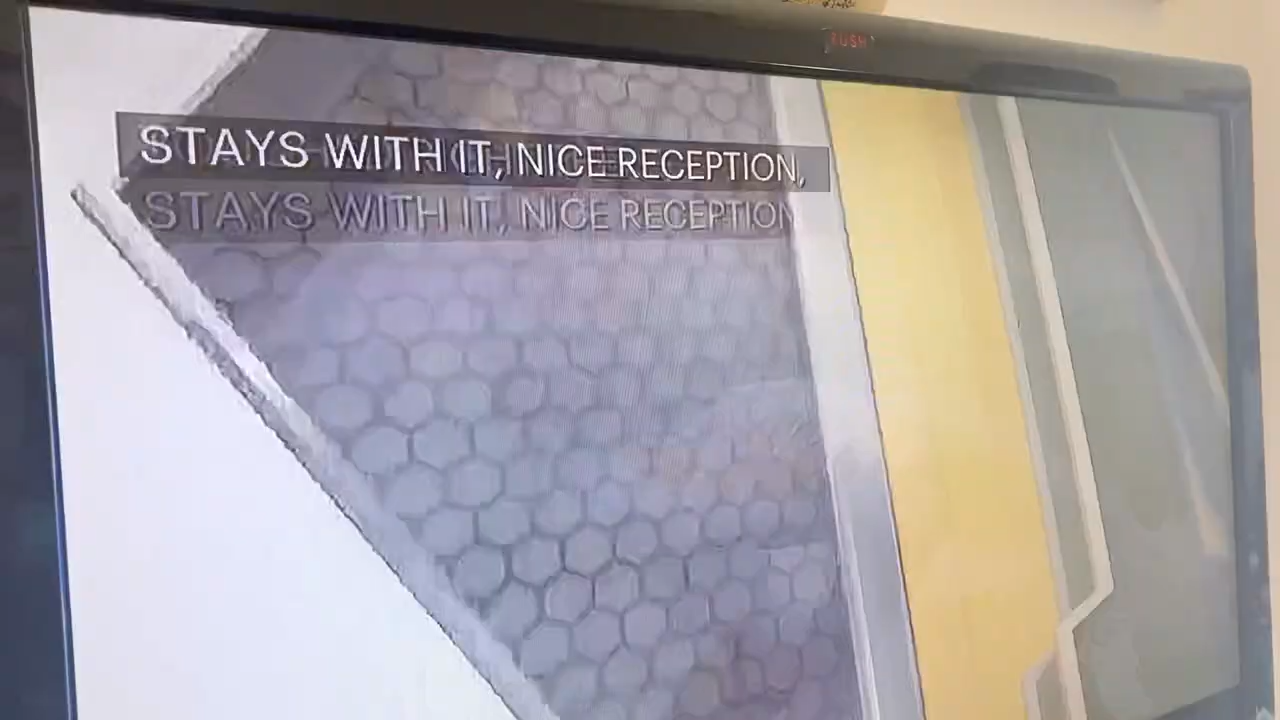 STAYS WITH IT, NICE RECEPTION,
STAYS WITH IT, NICE RECEPTION